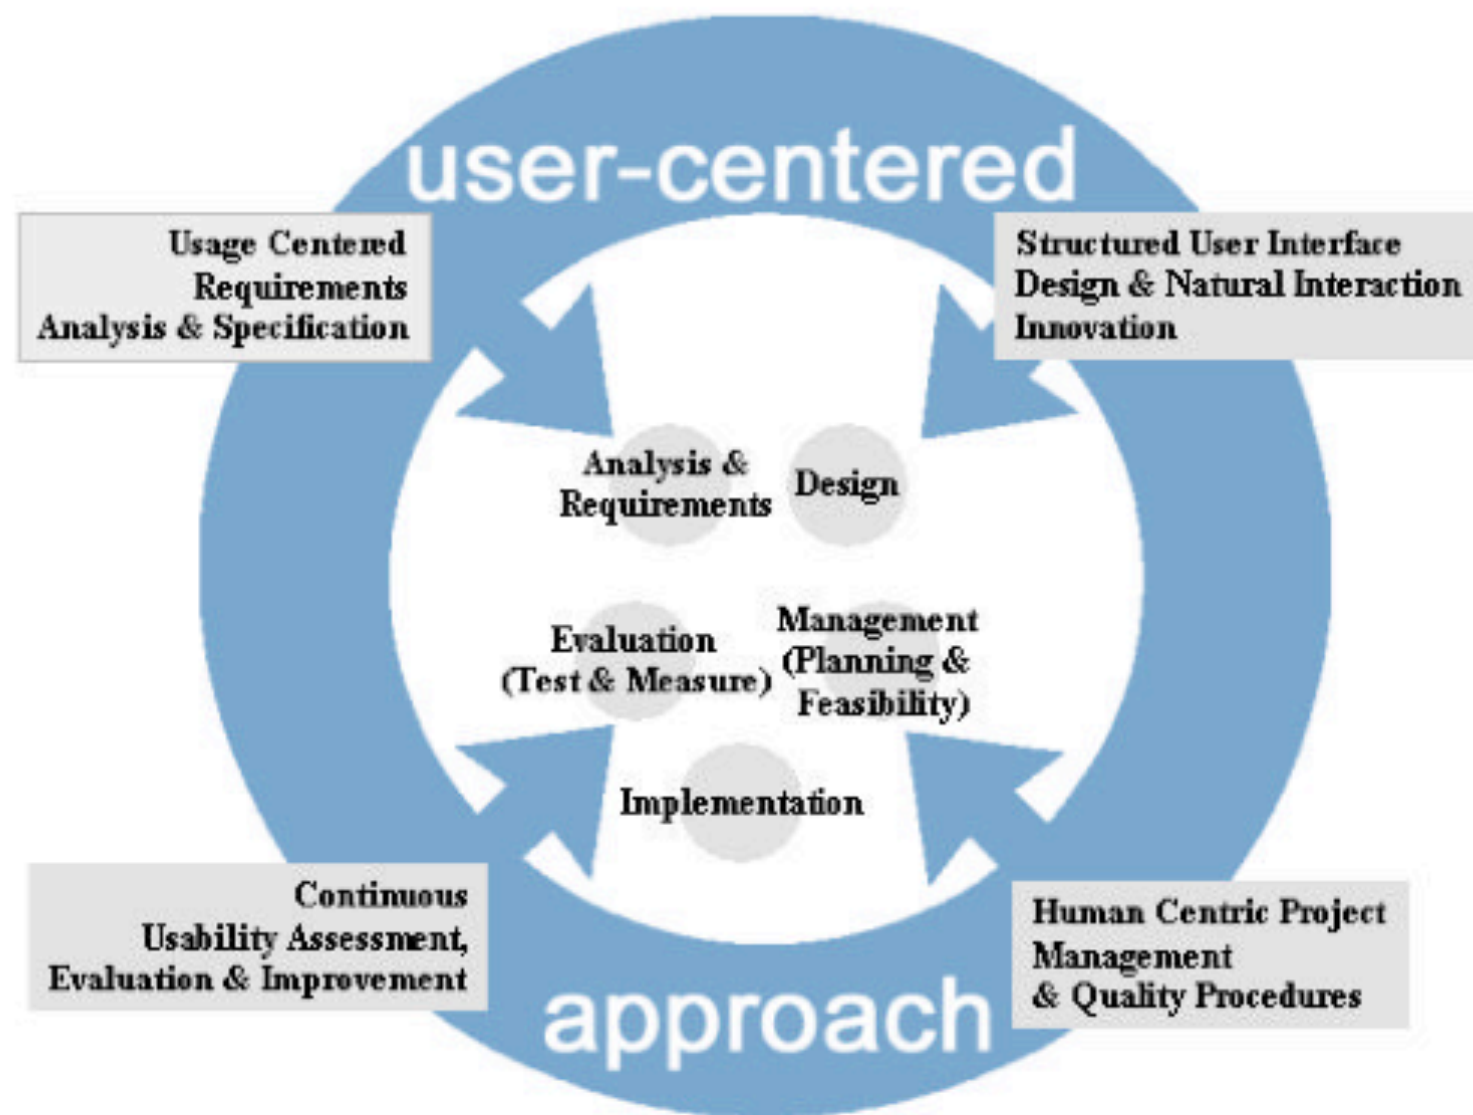 user-centered
Usage Centered
Requirements
Analysis & Specification
Structured User Interface
Design & Natural Interaction
Innovation
Analysis &
Requirements
Design
Evaluation
(Test & Measure)
Management
(Planning &
Feasibility)
Implementation
Continuous
Usability Assessment,
Evaluation & Improvement
Human Centric Project
Management
& Quality Procedures
approach